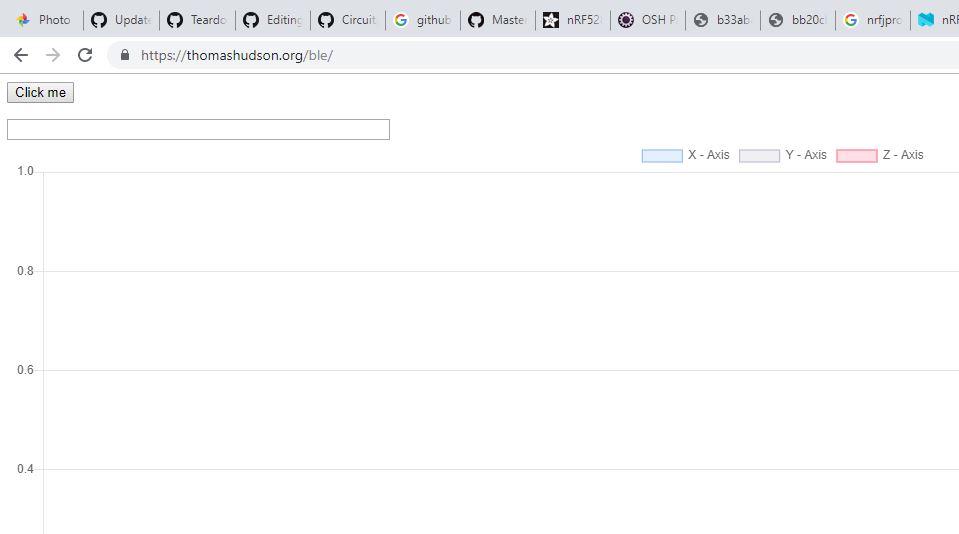 Photo Update Teardo Editing Circuit github Master nRF52 OSH P b33ab bb20c nrfjpro nRF
https://thomashudson.org/ble/
Click me
X - Axis Y - Axis Z - Axis
1.0
0.8
0.6
0.4